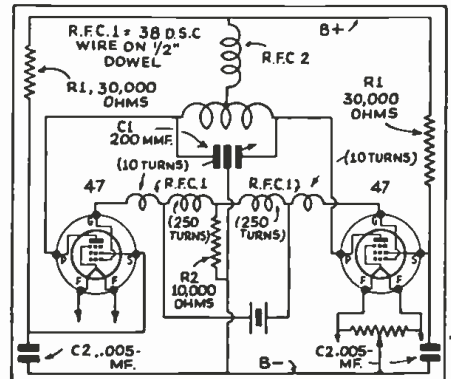 R.F.C.1 = 38 D.S.C
WIRE ON 1/2"
DOWEL
B+
R.F.C 2
R1, 30,000
OHMS
R1
30,000
OHMS
C1
200 MMF.
(10 TURNS)
(10 TURNS)
47
R.F.C.1
R.F.C.1
47
G
P
S
F
F
(250
TURNS)
(250
TURNS)
R2
10,000
OHMS
G
P
S
F
F
C2,.005-
MF.
B-
C2.005-
MF.